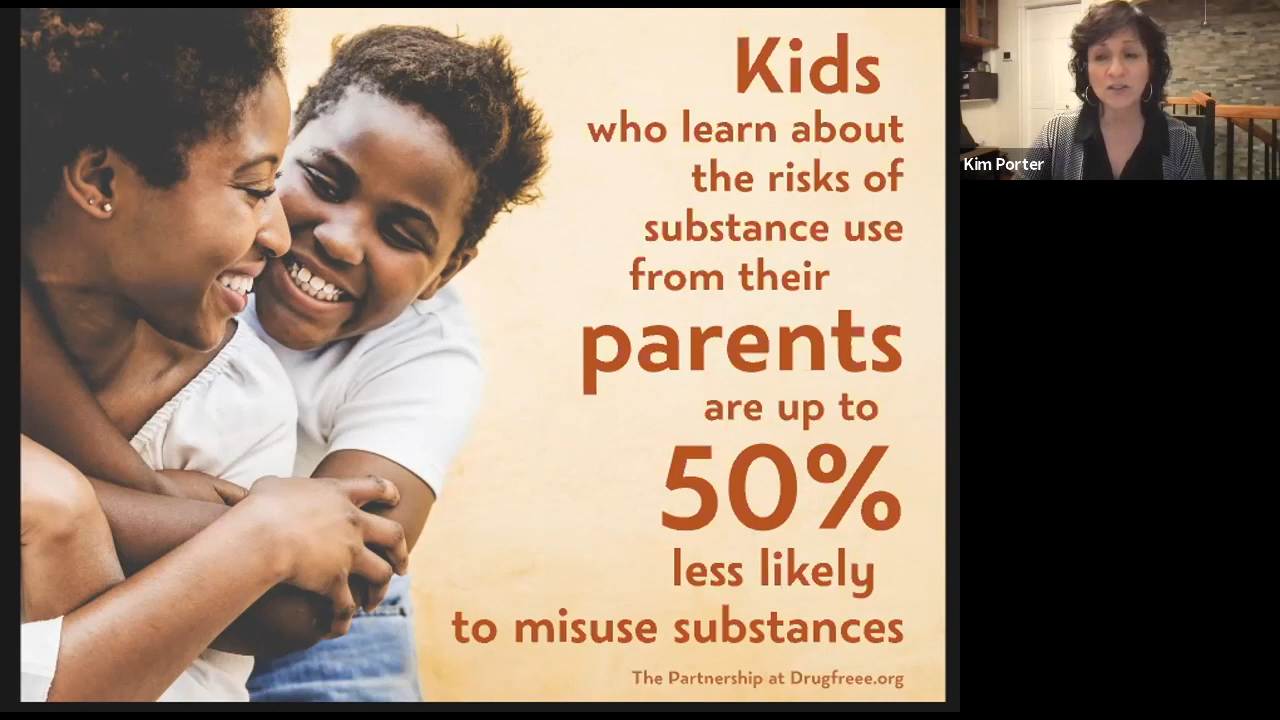 Kids
who learn about
the risks of
substance use
from their
parents
are up to
50%
less likely
to misuse substances
The Partnership at Drugfreee.org
Kim Porter